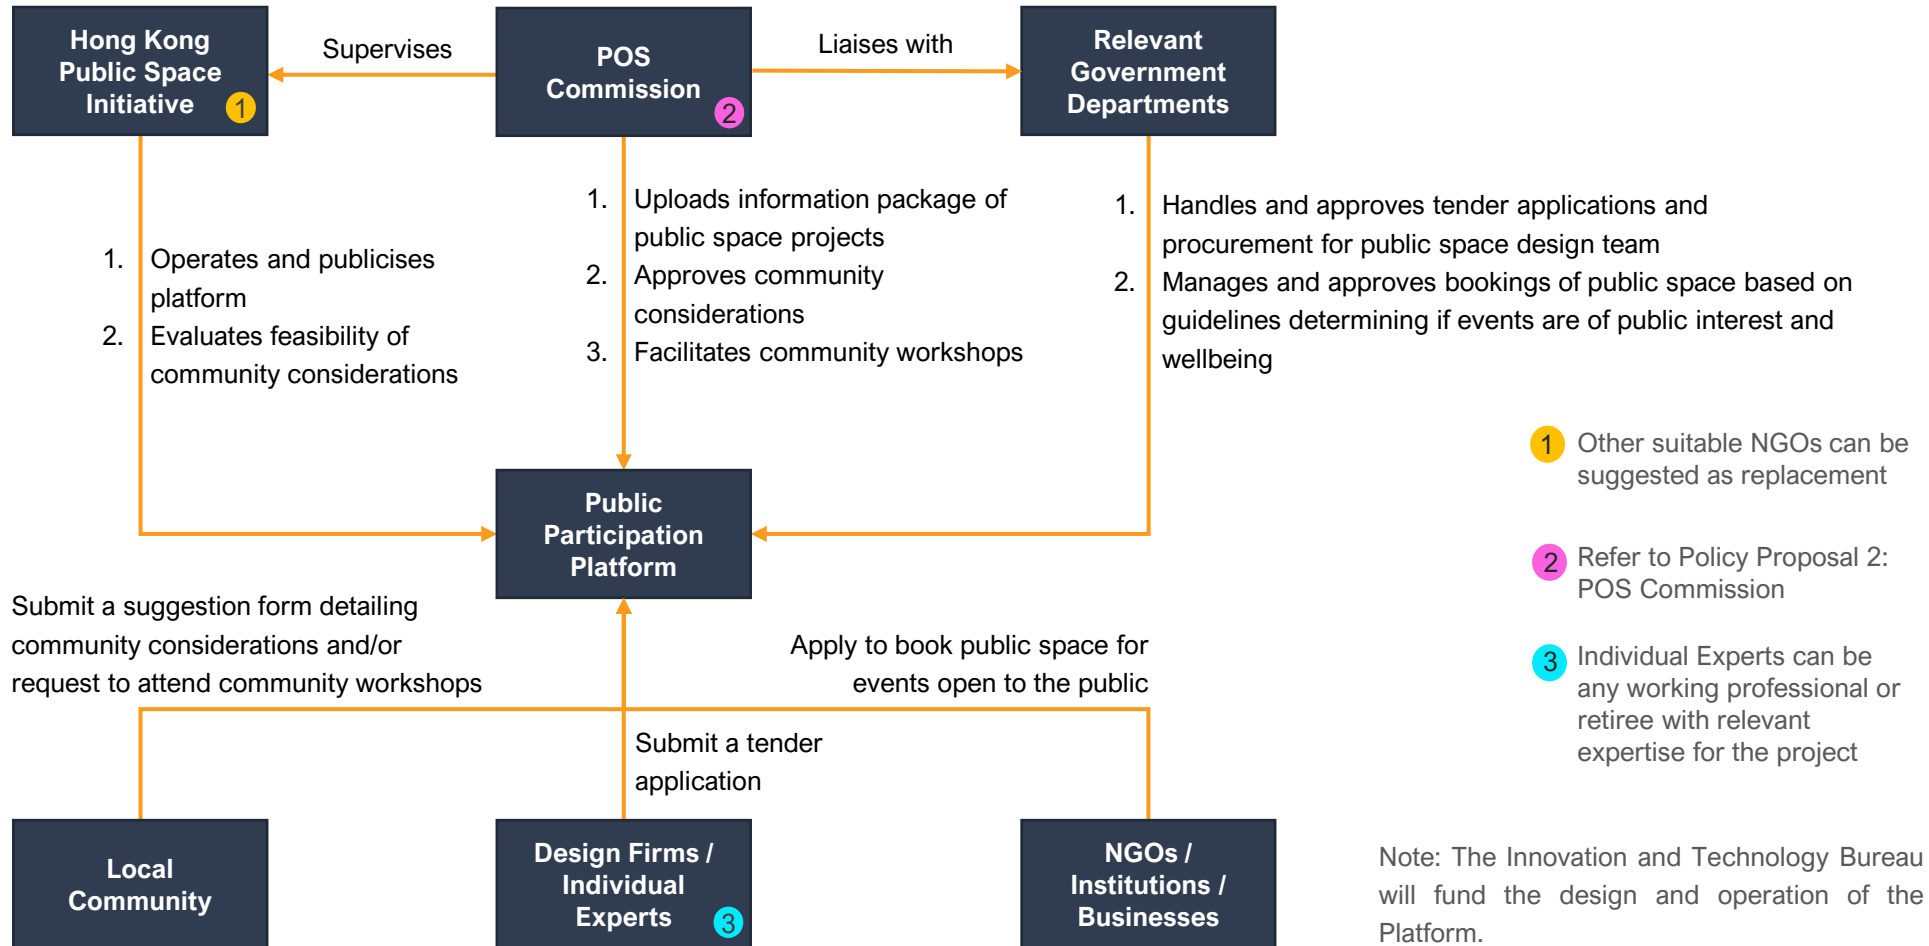 Hong Kong
Public Space
Initiative
1
Supervises
POS
Commission
2
Liaises with
Relevant
Government
Departments
1. Operates and publicises
platform
2. Evaluates feasibility of
community considerations
1. Uploads information package of
public space projects
2. Approves community
considerations
3. Facilitates community workshops
1. Handles and approves tender applications and
procurement for public space design team
2. Manages and approves bookings of public space based on
guidelines determining if events are of public interest and
wellbeing
Public
Participation
Platform
1 Other suitable NGOs can be
suggested as replacement
2 Refer to Policy Proposal 2:
POS Commission
3 Individual Experts can be
any working professional or
retiree with relevant
expertise for the project
Submit a suggestion form detailing
community considerations and/or
request to attend community workshops
Apply to book public space for
events open to the public
Submit a tender
application
Local
Community
Design Firms /
Individual
Experts
3
NGOs /
Institutions /
Businesses
Note: The Innovation and Technology Bureau
will fund the design and operation of the
Platform.